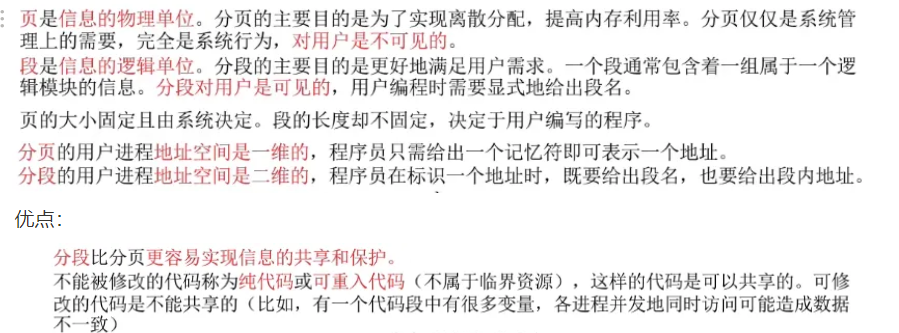 页是信息的物理单位。分页的主要目的是为了实现离散分配，提高内存利用率。分页仅仅是系统管
理上的需要，完全是系统行为，对用户是不可见的。
段是信息的逻辑单位。分段的主要目的是更好地满足用户需求。一个段通常包含着一组属于一个逻
辑模块的信息。分段对用户是可见的，用户编程时需要显式地给出段名。
页的大小固定且由系统决定。段的长度却不固定，决定于用户编写的程序。
分页的用户进程地址空间是一维的，程序员只需给出一个记忆符即可表示一个地址。
分段的用户进程地址空间是二维的，程序员在标识一个地址时，既要给出段名，也要给出段内地址。
优点：
分段比分页更容易实现信息的共享和保护。
不能被修改的代码称为纯代码或可重入代码（不属于临界资源），这样的代码是可以共享的。可修
改的代码是不能共享的（比如，有一个代码段中有很多变量，各进程并发地同时访问可能造成数据
不一致）